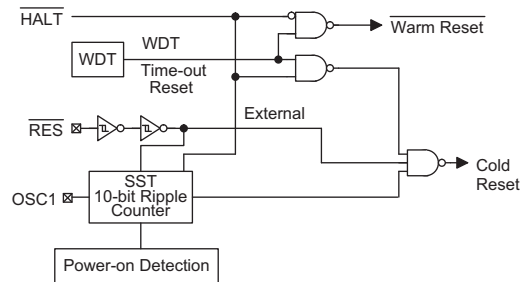 HALT
WDT
WDT
Time-out
Reset
Warm Reset
RES
External
OSC1
SST
10-bit Ripple
Counter
Cold
Reset
Power-on Detection